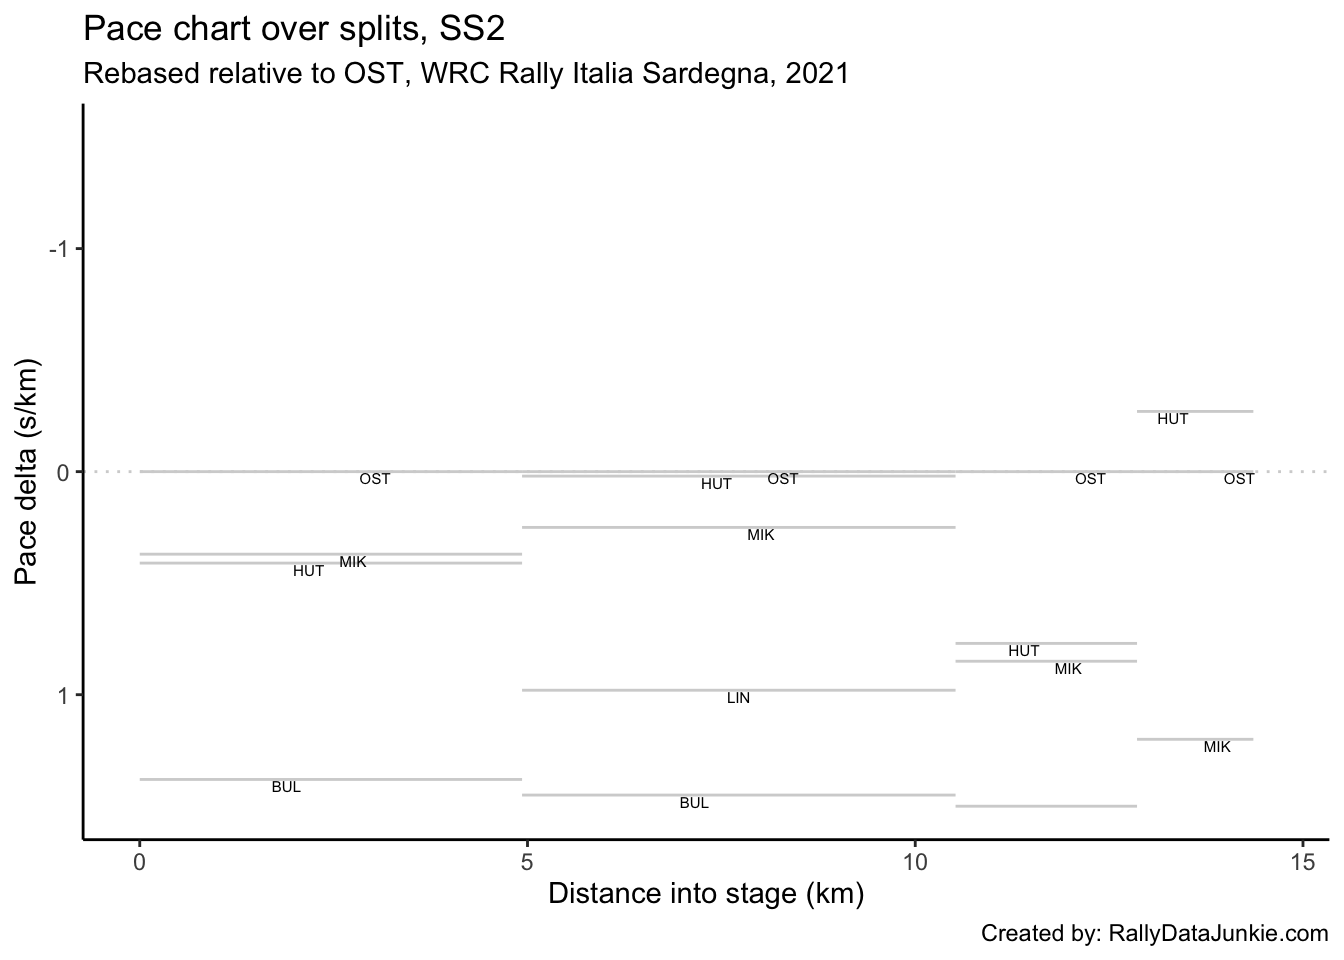 Pace chart over splits, SS2
Rebased relative to OST, WRC Rally Italia Sardegna, 2021
Pace delta (s/km)
-1
0
1
HUT
OST
HUT
OST
OST
OST
MIK
MIK
HUT
HUT
MIK
LIN
MIK
BUL
BUL
0
5
10
15
Distance into stage (km)
Created by: RallyDataJunkie.com